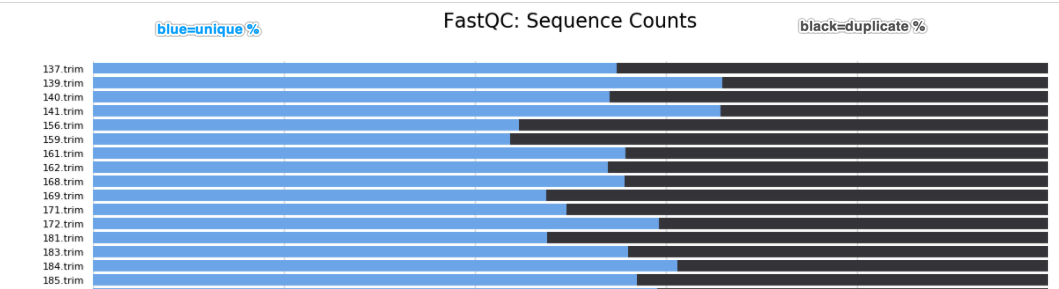 FastQC: Sequence Counts
blue=unique %
black=duplicate %
137.trim
139.trim
140.trim
141.trim
156.trim
159.trim
161.trim
162.trim
168.trim
169.trim
171.trim
172.trim
181.trim
183.trim
184.trim
185.trim